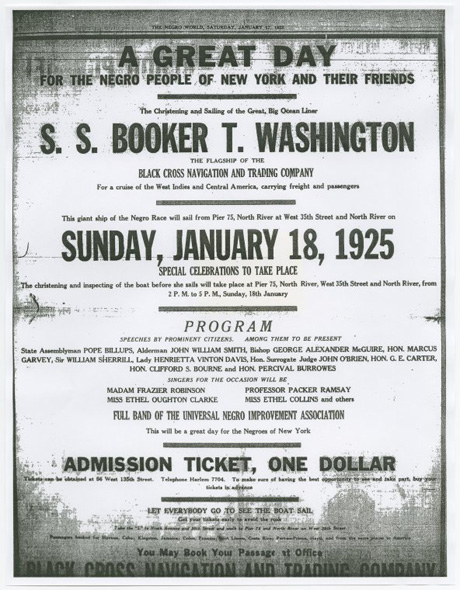 THE NEGRO WORLD, SATURDAY, JANUARY 17, 1925
A GREAT DAY
FOR THE NEGRO PEOPLE OF NEW YORK AND THEIR FRIENDS
The Christening and Sailing of the Great, Big Ocean Liner
S. S. BOOKER T. WASHINGTON
THE FLAGSHIP OF THE
BLACK CROSS NAVIGATION AND TRADING COMPANY
For a cruise of the West Indies and Central America, carrying freight and passengers
This giant ship of the Negro Race will sail from Pier 75, North River at West 35th Street and North River on
SUNDAY, JANUARY 18, 1925
SPECIAL CELEBRATIONS TO TAKE PLACE
The christening and inspecting of the boat before she sails will take place at Pier 75, North River, West 35th Street and North River, from
2 P. M. to 5 P. M., Sunday, 18th January
PROGRAM
SPEECHES BY PROMINENT CITIZENS. AMONG THEM TO BE PRESENT
State Assemblyman POPE BILLUPS, Alderman JOHN WILLIAM SMITH, Bishop GEORGE ALEXANDER McGUIRE, HON. MARCUS
GARVEY, Sir WILLIAM SHERRILL, Lady HENRIETTA VINTON DAVIS, Hon. Surrogate Judge JOHN O'BRIEN, HON. G. E. CARTER,
HON. CLIFFORD S. BOURNE and HON. PERCIVAL BURROWES
SINGERS FOR THE OCCASION WILL BE
MADAM FRAZIER ROBINSON PROFESSOR PACKER RAMSAY
MISS ETHEL OUGHTON CLARKE MISS ETHEL COLLINS and others
FULL BAND OF THE UNIVERSAL NEGRO IMPROVEMENT ASSOCIATION
This will be a great day for the Negroes of New York
ADMISSION TICKET, ONE DOLLAR
Tickets can be obtained at 56 West 135th Street. Telephone Harlem 7704. To make sure of having the best opportunity to see and take part, buy your
tickets in advance
LET EVERYBODY GO TO SEE THE BOAT SAIL
Get your tickets early to avoid the rush
Passengers booked for Havana, Cuba; Kingston, Jamaica; Colon, Panama;
You May Book Your Passage at Office
BLACK CROSS NAVIGATION AND TRADING COMPANY